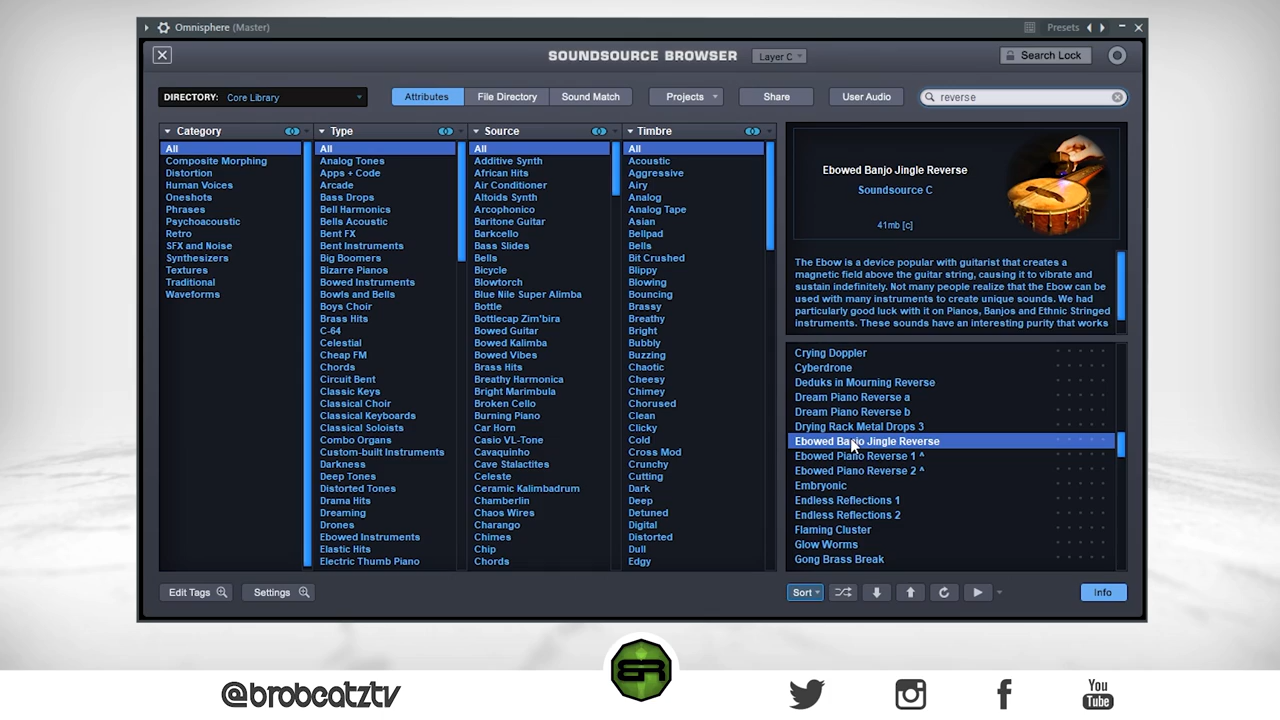 Omnisphere (Master)
Presets
SOUNDSOURCE BROWSER
Layer C
Search Lock
DIRECTORY: Core Library
Attributes
File Directory
Sound Match
Projects
Share
User Audio
reverse
Category
All
Composite Morphing
Distortion
Human Voices
Oneshots
Phrases
Psychoacoustic
Retro
SFX and Noise
Synthesizers
Textures
Traditional
Waveforms
Type
All
Analog Tones
Apps + Code
Arcade
Bass Drops
Bell Harmonics
Bells Acoustic
Bent FX
Bent Instruments
Big Boomers
Bizarre Pianos
Bowed Instruments
Bowls and Bells
Boys Choir
Brass Hits
C-64
Celestial
Cheap FM
Chords
Circuit Bent
Classic Keys
Classical Choir
Classical Keyboards
Classical Soloists
Combo Organs
Custom-built Instruments
Darkness
Deep Tones
Distorted Tones
Drama Hits
Dreaming
Drones
Ebowed Instruments
Elastic Hits
Electric Thumb Piano
Source
All
Additive Synth
African Hits
Air Conditioner
Altoids Synth
Arcophonico
Baritone Guitar
Barkcello
Bass Slides
Bells
Bicycle
Blowtorch
Blue Nile Super Alimba
Bottle
Bottlecap Zim'bira
Bowed Guitar
Bowed Kalimba
Bowed Vibes
Brass Hits
Breathy Harmonica
Bright Marimbula
Broken Cello
Burning Piano
Car Horn
Casio VL-Tone
Cavaquinho
Cave Stalactites
Celeste
Ceramic Kalimbadrum
Chamberlin
Chaos Wires
Charango
Chimes
Chip
Chords
Timbre
All
Acoustic
Aggressive
Airy
Analog
Analog Tape
Asian
Bellpad
Bells
Bit Crushed
Blippy
Blowing
Bouncing
Brassy
Breathy
Bright
Bubbly
Buzzing
Chaotic
Cheesy
Chimey
Chorused
Clean
Clicky
Cold
Cross Mod
Crunchy
Cutting
Dark
Deep
Detuned
Digital
Distorted
Dull
Edgy
Ebowed Banjo Jingle Reverse
Soundsource C
41mb [c]
The Ebow is a device popular with guitarist that creates a
magnetic field above the guitar string, causing it to vibrate and
sustain indefinitely. Not many people realize that the Ebow can be
used with many instruments to create unique sounds. We had
particularly good luck with it on Pianos, Banjos and Ethnic Stringed
instruments. These sounds have an interesting purity that works
Crying Doppler
Cyberdrone
Deduks in Mourning Reverse
Dream Piano Reverse a
Dream Piano Reverse b
Drying Rack Metal Drops 3
Ebowed Banjo Jingle Reverse
Ebowed Piano Reverse 1 ^
Ebowed Piano Reverse 2 ^
Embryonic
Endless Reflections 1
Endless Reflections 2
Flaming Cluster
Glow Worms
Gong Brass Break
Edit Tags
Settings
Sort
Info
@brobeatztv
BR
You
Tube